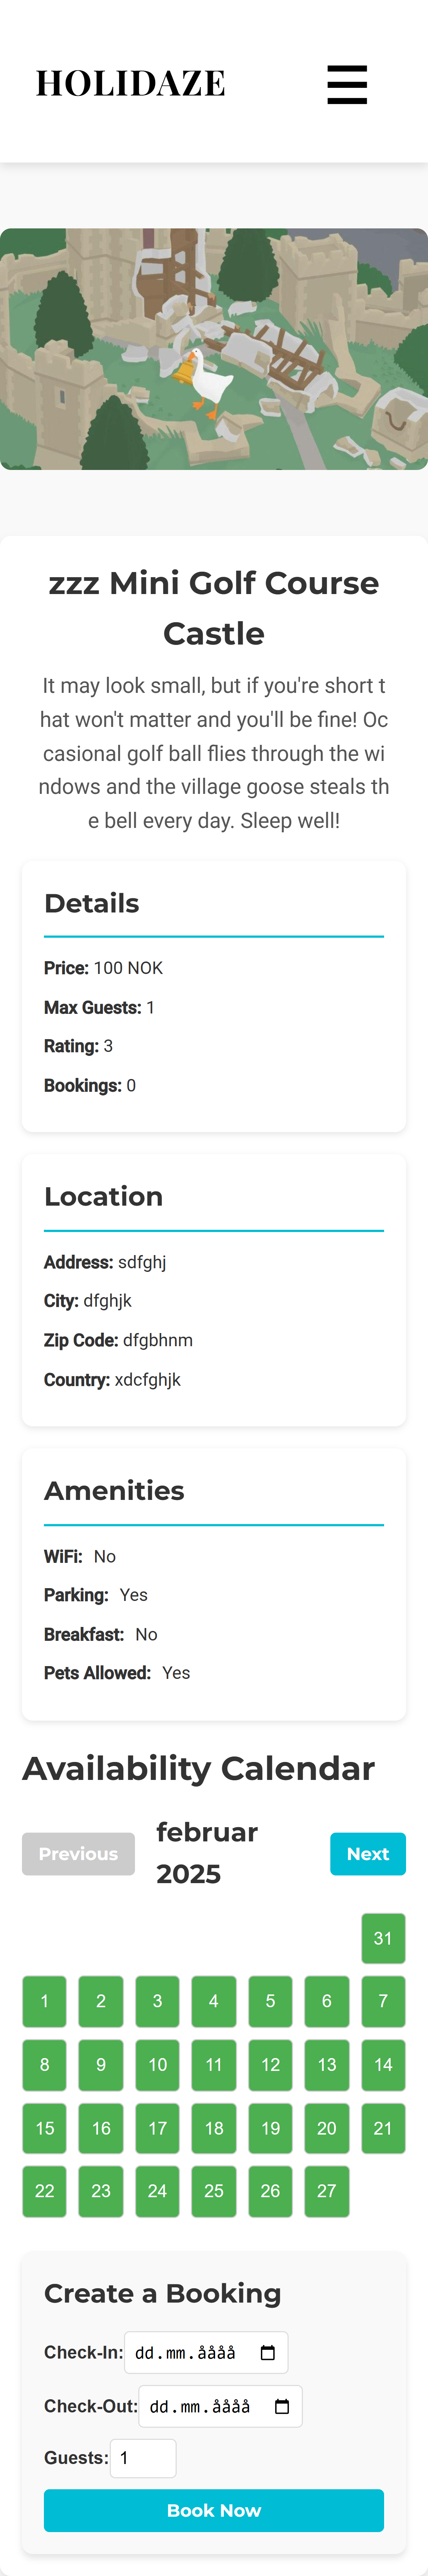 HOLIDAZE
zzz Mini Golf Course
Castle
It may look small, but if you're short t
hat won't matter and you'll be fine! Oc
casional golf ball flies through the wi
ndows and the village goose steals th
e bell every day. Sleep well!
Details
Price: 100 NOK
Max Guests: 1
Rating: 3
Bookings: 0
Location
Address: sdfghj
City: dfghjk
Zip Code: dfgbhnm
Country: xdcfghjk
Amenities
WiFi: No
Parking: Yes
Breakfast: No
Pets Allowed: Yes
Availability Calendar
Previous februar 2025 Next
31
1 2 3 4 5 6 7
8 9 10 11 12 13 14
15 16 17 18 19 20 21
22 23 24 25 26 27
Create a Booking
Check-In: dd.mm.åååå
Check-Out: dd.mm.åååå
Guests: 1
Book Now